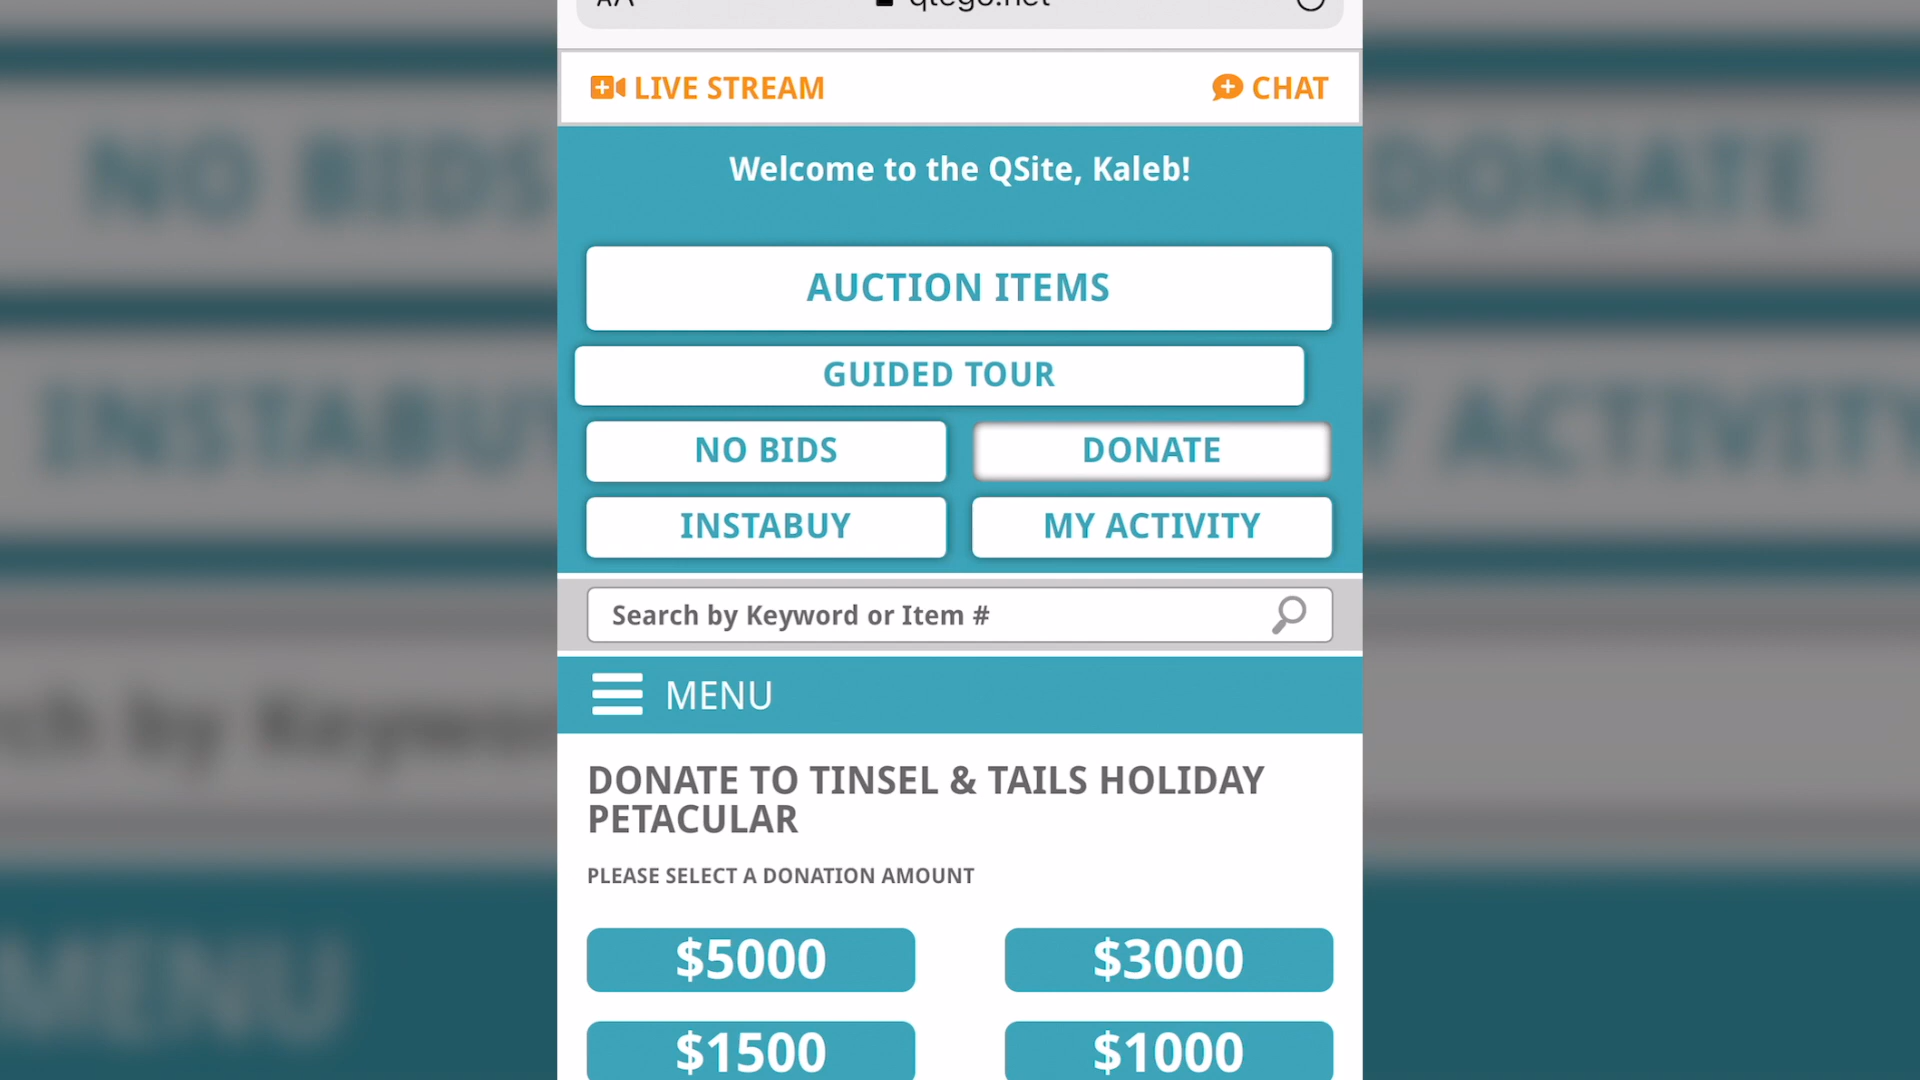 LIVE STREAM CHAT
Welcome to the QSite, Kaleb!
AUCTION ITEMS
GUIDED TOUR
NO BIDS DONATE
INSTABUY MY ACTIVITY
Search by Keyword or Item #
MENU
DONATE TO TINSEL & TAILS HOLIDAY
PETACULAR
PLEASE SELECT A DONATION AMOUNT
$5000 $3000
$1500 $1000